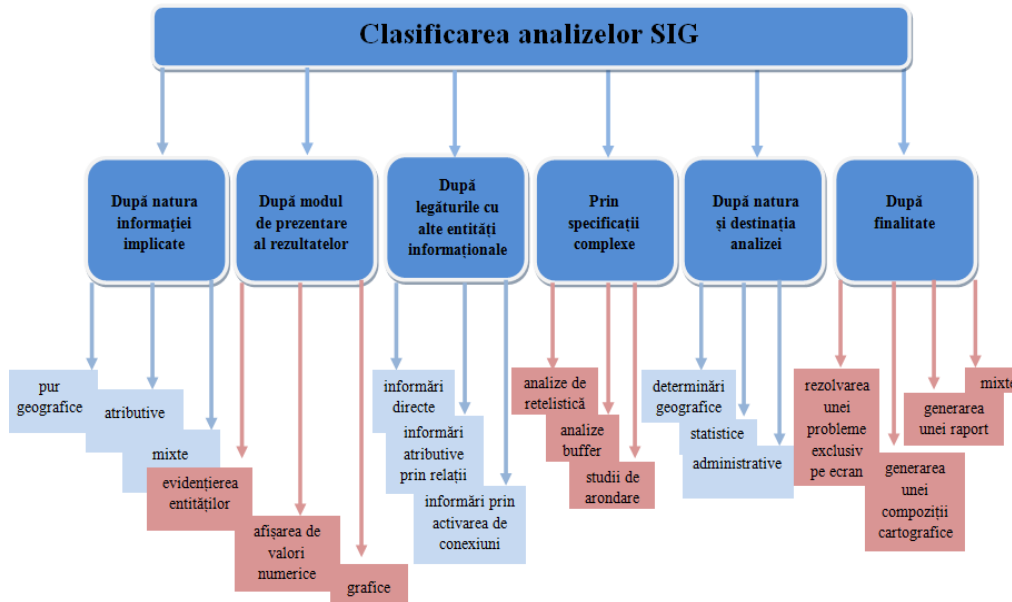 Clasificarea analizelor SIG
După natura
informației
implicate
După modul
de prezentare
al rezultatelor
După
legăturile cu
alte entități
informaționale
Prin
specificații
complexe
După natura
și destinația
analizei
După
finalitate
pur
geografice
atributive
mixte
evidențierea
entităților
afișarea de
valori
numerice
grafice
informări
directe
informări
atributive
prin relații
informări prin
activarea de
conexiuni
analize de
retelistică
analize
buffer
studii de
arondare
determinări
geografice
statistice
administrative
rezolvarea
unei
probleme
exclusiv
pe ecran
generarea
unei
compoziții
cartografice
generarea
unei raport
mixte